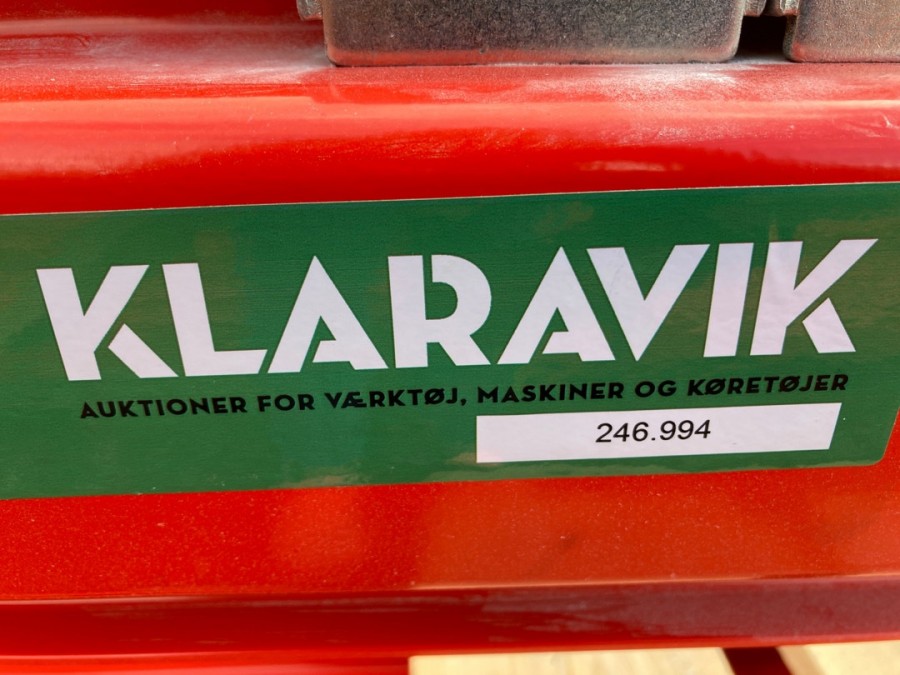 KLARAVIK
AUKTIONER FOR VÆRKTØJ, MASKINER OG KØRETØJER
246.994